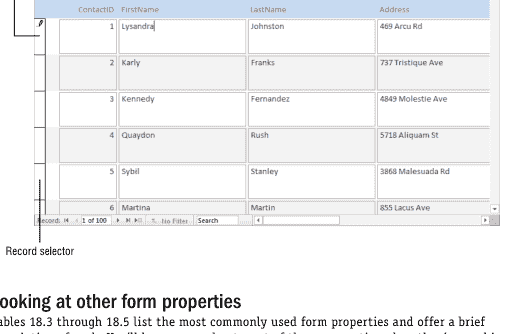 ContactID FirstName LastName Address
1 Lysandra Johnston 469 Arcu Rd
2 Karly Franks 737 Tristique Ave
3 Kennedy Fernandez 4849 Molestie Ave
4 Quaydon Rush 5718 Aliquam St
5 Sybil Stanley 3868 Malesuada Rd
6 Martina Martin 855 Lacus Ave
Record: 1 of 100 No Filter Search
Record selector
ooking at other form properties
ables 18.3 through 18.5 list the most commonly used form properties and offer a brief